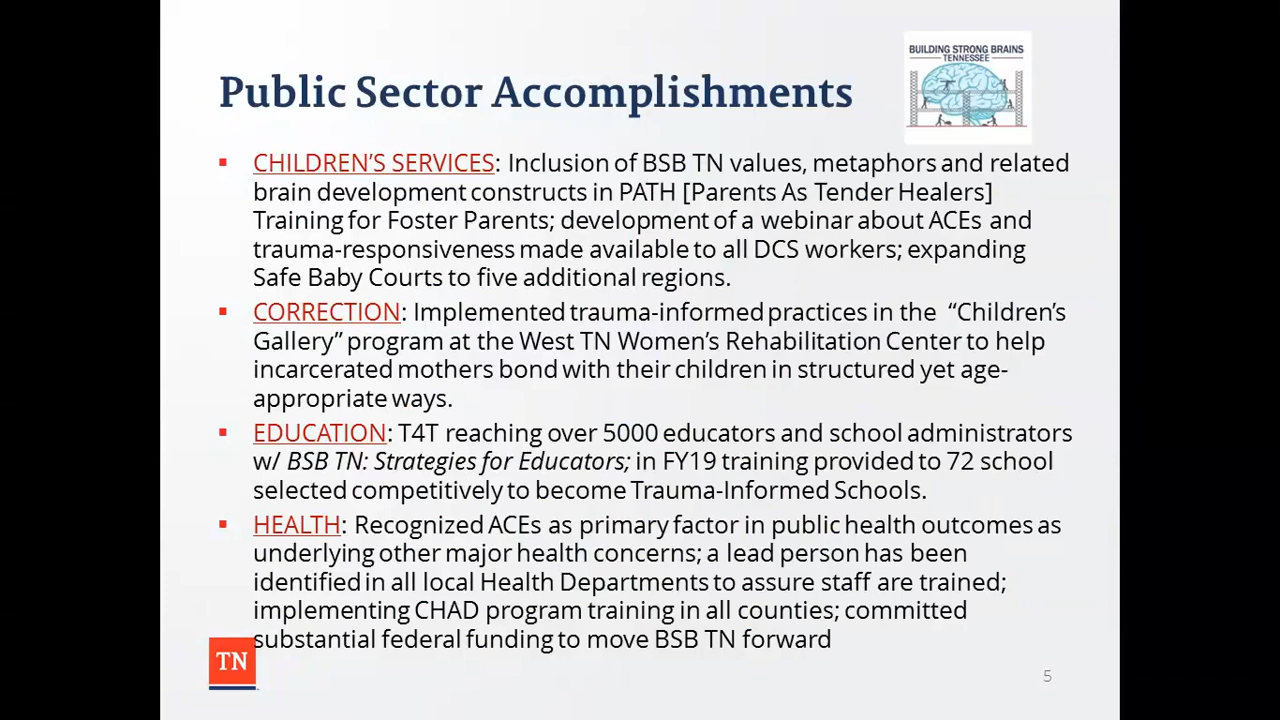 BUILDING STRONG BRAINS
TENNESSEE
Public Sector Accomplishments
▪ CHILDREN’S SERVICES: Inclusion of BSB TN values, metaphors and related
brain development constructs in PATH [Parents As Tender Healers]
Training for Foster Parents; development of a webinar about ACEs and
trauma-responsiveness made available to all DCS workers; expanding
Safe Baby Courts to five additional regions.
▪ CORRECTION: Implemented trauma-informed practices in the “Children’s
Gallery” program at the West TN Women’s Rehabilitation Center to help
incarcerated mothers bond with their children in structured yet age-
appropriate ways.
▪ EDUCATION: T4T reaching over 5000 educators and school administrators
w/ BSB TN: Strategies for Educators; in FY19 training provided to 72 school
selected competitively to become Trauma-Informed Schools.
▪ HEALTH: Recognized ACEs as primary factor in public health outcomes as
underlying other major health concerns; a lead person has been
identified in all local Health Departments to assure staff are trained;
implementing CHAD program training in all counties; committed
substantial federal funding to move BSB TN forward
TN
5